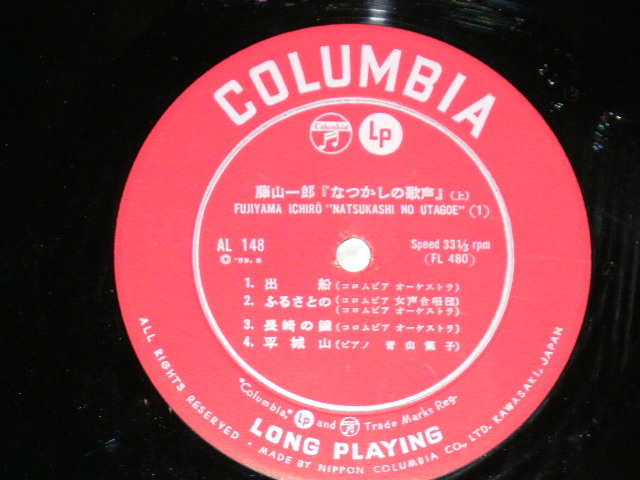 COLUMBIA
Columbia
LP
藤山一郎『なつかしの歌声』(上)
FUJIYAMA ICHIRŌ "NATSUKASHI NO UTAGOE" (1)
AL 148
Speed 33⅓ rpm
(FL 480)
1. 出船 (コロムビア オーケストラ)
2. ふるさとの (コロムビア 女声合唱団)
(コロムビア オーケストラ)
3. 長崎の鐘 (コロムビア オーケストラ)
4. 平城山 (ピアノ 青山 子)
"Columbia," LP and Trade Marks Reg.
LONG PLAYING
ALL RIGHTS RESERVED · MADE BY NIPPON COLUMBIA CO., LTD. KAWASAKI, JAPAN